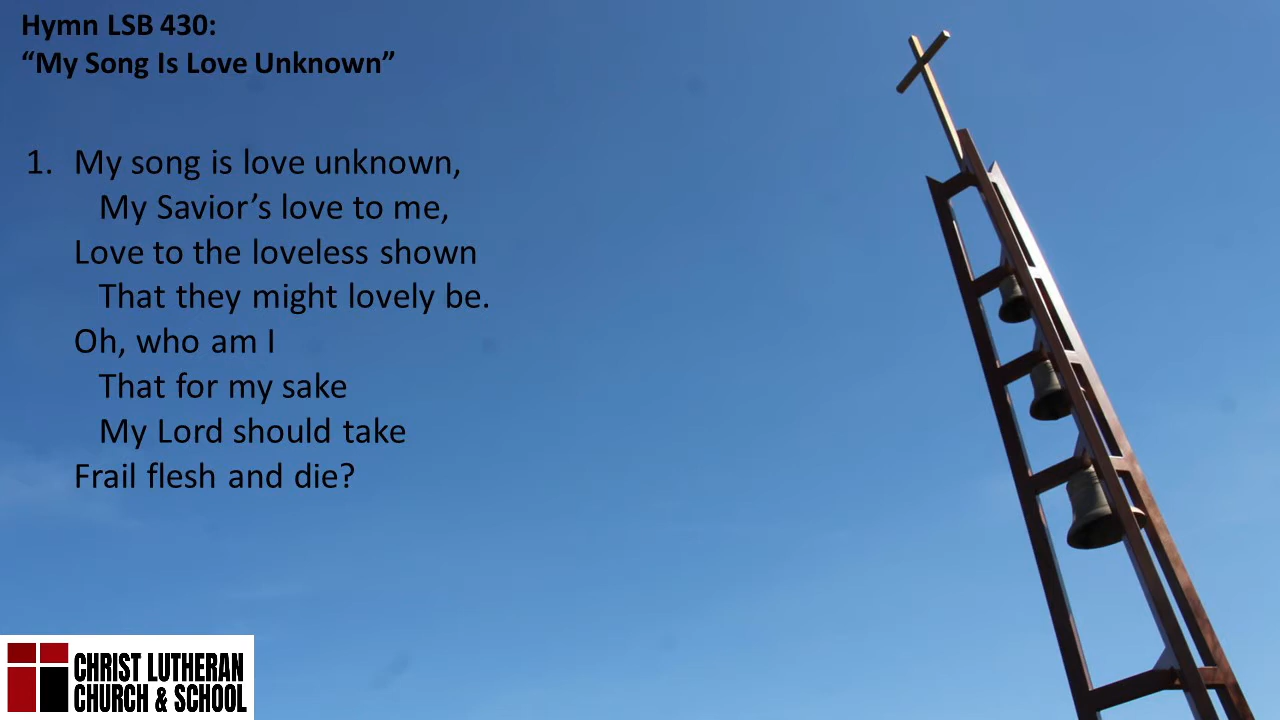 Hymn LSB 430:
“My Song Is Love Unknown”
1. My song is love unknown,
My Savior’s love to me,
Love to the loveless shown
That they might lovely be.
Oh, who am I
That for my sake
My Lord should take
Frail flesh and die?
CHRIST LUTHERAN
CHURCH & SCHOOL